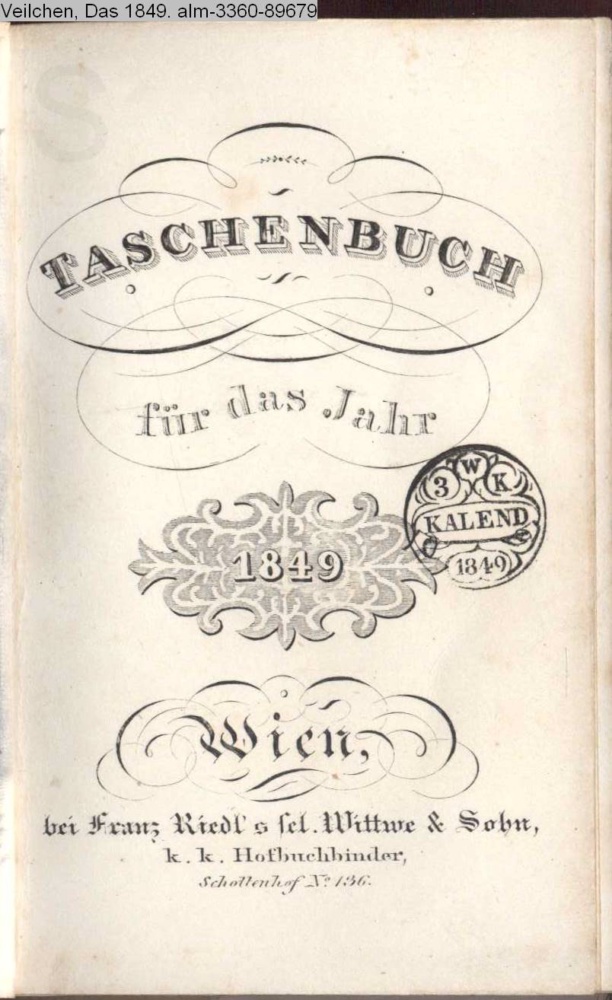 Veilchen, Das 1849. alm-3360-89679
S
TASCHENBUCH
für das Jahr
1849
3 W K
KALEND
1849
Wien,
bei Franz Riedl's sel. Wittwe & Sohn,
k. k. Hofbuchbinder,
Schottenhof No. 136.